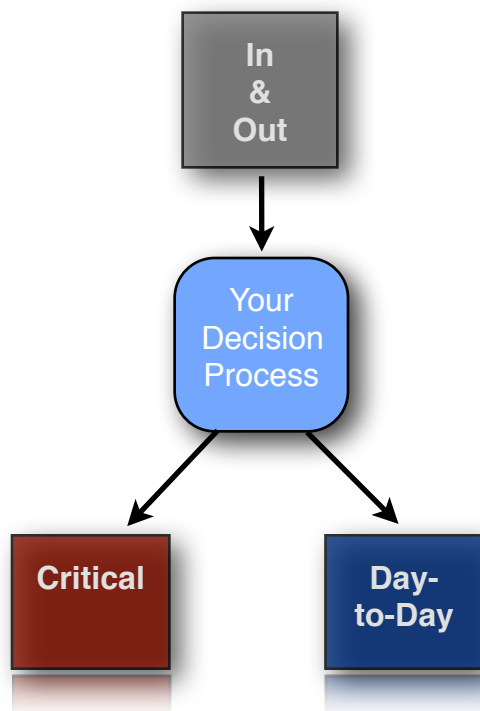 In
&
Out
Your
Decision
Process
Critical
Day-
to-Day